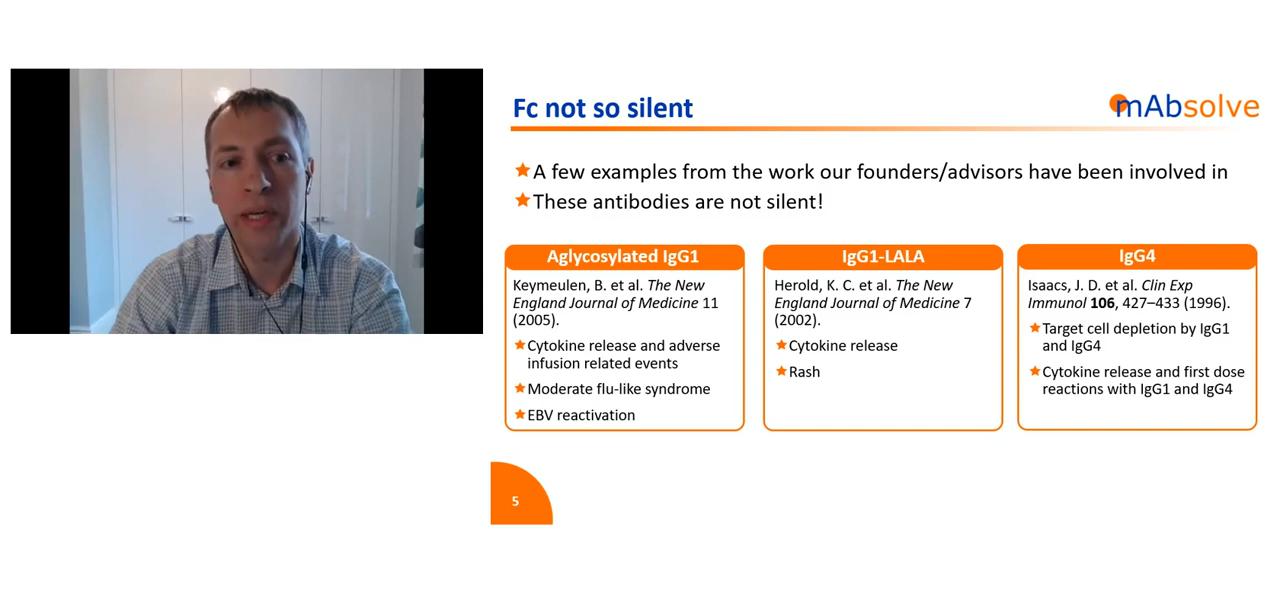 Fc not so silent
mAbsolve
A few examples from the work our founders/advisors have been involved in
These antibodies are not silent!
Aglycosylated IgG1
Keymeulen, B. et al. The New
England Journal of Medicine 11
(2005).
Cytokine release and adverse
infusion related events
Moderate flu-like syndrome
EBV reactivation
IgG1-LALA
Herold, K. C. et al. The New
England Journal of Medicine 7
(2002).
Cytokine release
Rash
IgG4
Isaacs, J. D. et al. Clin Exp
Immunol 106, 427–433 (1996).
Target cell depletion by IgG1
and IgG4
Cytokine release and first dose
reactions with IgG1 and IgG4
5